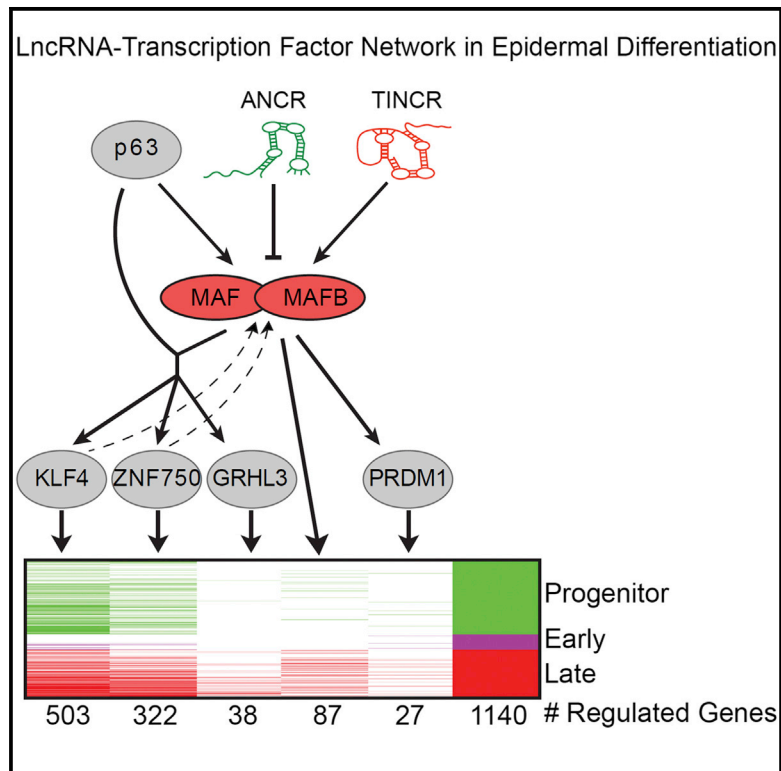 LncRNA-Transcription Factor Network in Epidermal Differentiation
ANCR TINCR
p63
MAF MAFB
KLF4 ZNF750 GRHL3 PRDM1
Progenitor
Early
Late
503 322 38 87 27 1140 # Regulated Genes